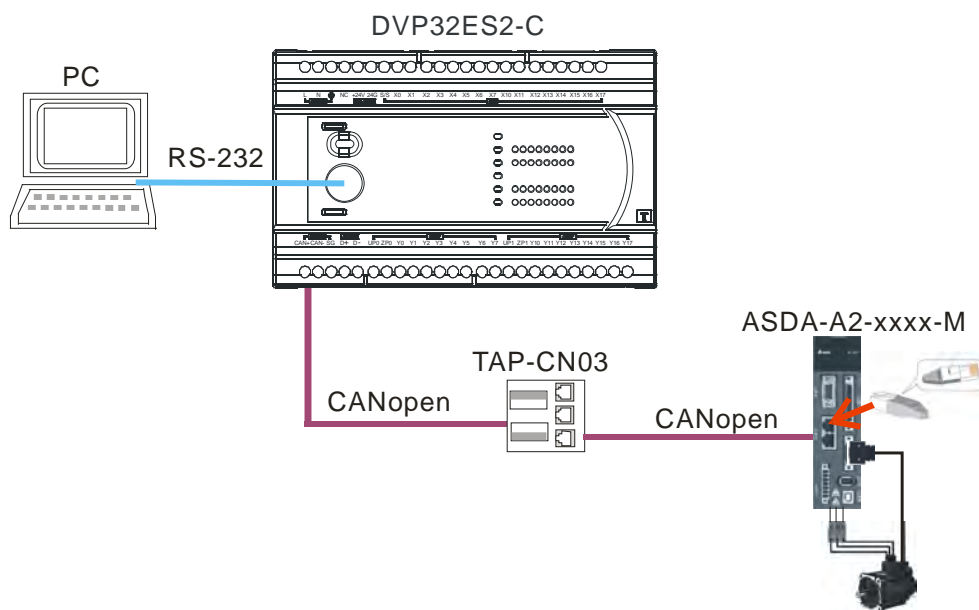 DVP32ES2-C
PC
L N NC +24V 24G S/S X0 X1 X2 X3 X4 X5 X6 X7 X10 X11 X12 X13 X14 X15 X16 X17
RS-232
T
CAN+ CAN- SG D+ D- UP0 ZP0 Y0 Y1 Y2 Y3 Y4 Y5 Y6 Y7 UP1 ZP1 Y10 Y11 Y12 Y13 Y14 Y15 Y16 Y17
ASDA-A2-xxxx-M
TAP-CN03
CANopen
CANopen